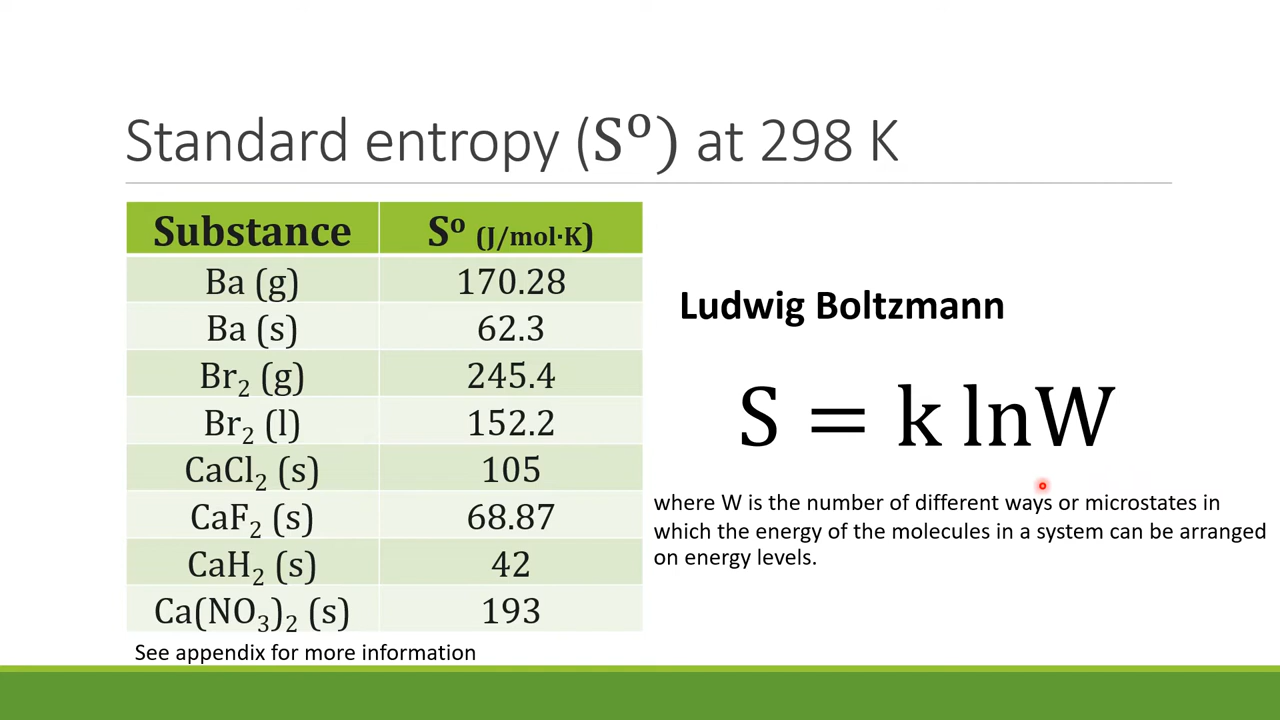 Standard entropy (Sº) at 298 K
Substance Sº (J/mol·K)
Ba (g) 170.28
Ba (s) 62.3
Br₂ (g) 245.4
Br₂ (l) 152.2
CaCl₂ (s) 105
CaF₂ (s) 68.87
CaH₂ (s) 42
Ca(NO₃)₂ (s) 193
See appendix for more information
Ludwig Boltzmann
S = k lnW
where W is the number of different ways or microstates in
which the energy of the molecules in a system can be arranged
on energy levels.